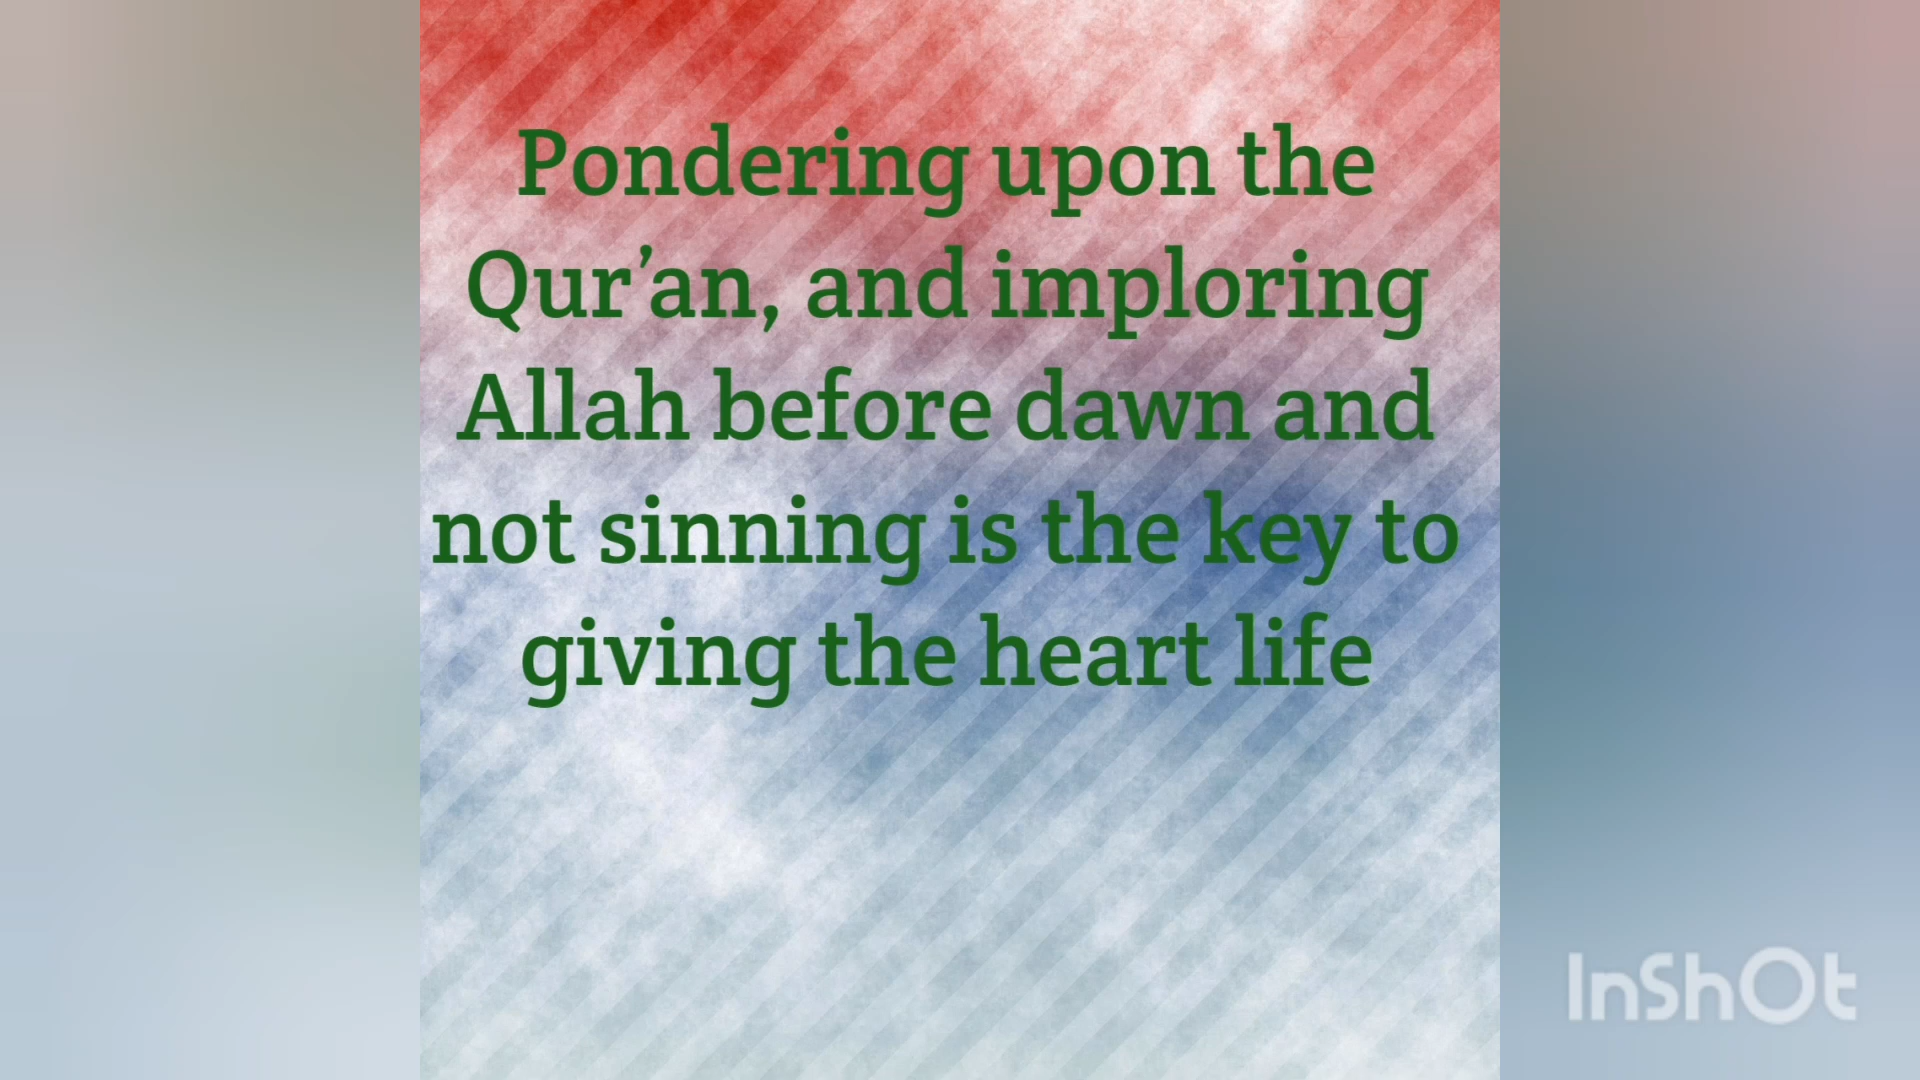 Pondering upon the
Qur’an, and imploring
Allah before dawn and
not sinning is the key to
giving the heart life
InShOt